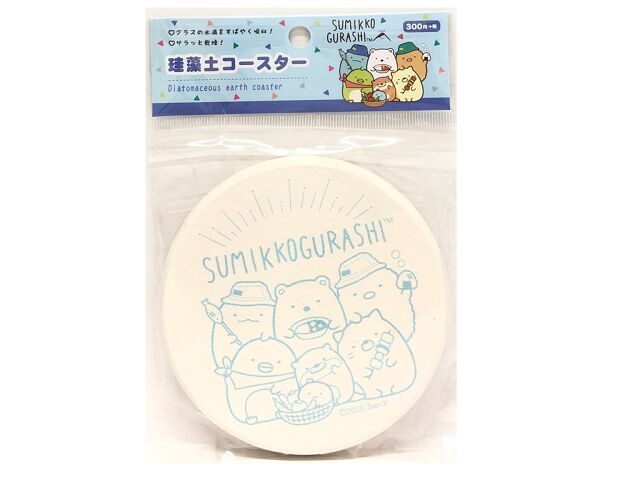 ♡グラスの水滴をすばやく吸収!
♡サラッと乾燥!
珪藻土コースター
Diatomaceous earth coaster
SUMIKKO
GURASHI™
300円+税
SUMIKKOGURASHI™
©2020 San-X